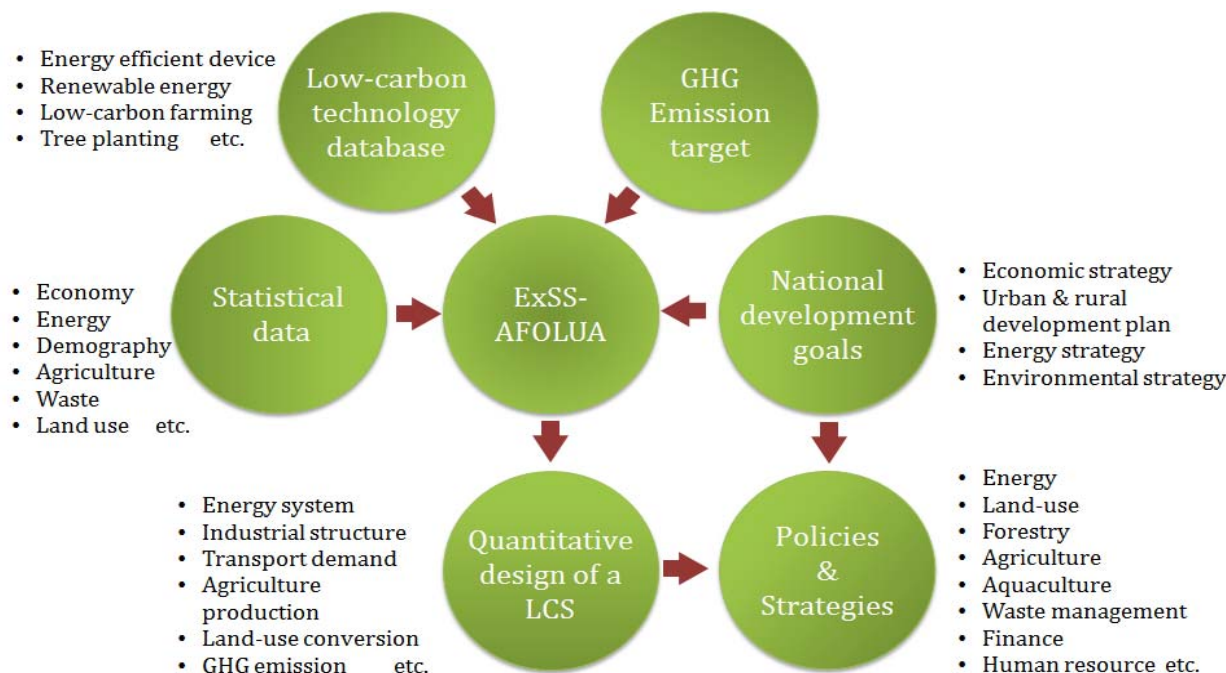 • Energy efficient device
• Renewable energy
• Low-carbon farming
• Tree planting etc.
Low-carbon
technology
database
GHG
Emission
target
• Economy
• Energy
• Demography
• Agriculture
• Waste
• Land use etc.
Statistical
data
ExSS-
AFOLUA
National
development
goals
• Economic strategy
• Urban & rural
development plan
• Energy strategy
• Environmental strategy
• Energy system
• Industrial structure
• Transport demand
• Agriculture
production
• Land-use conversion
• GHG emission etc.
Quantitative
design of a
LCS
Policies
&
Strategies
• Energy
• Land-use
• Forestry
• Agriculture
• Aquaculture
• Waste management
• Finance
• Human resource etc.